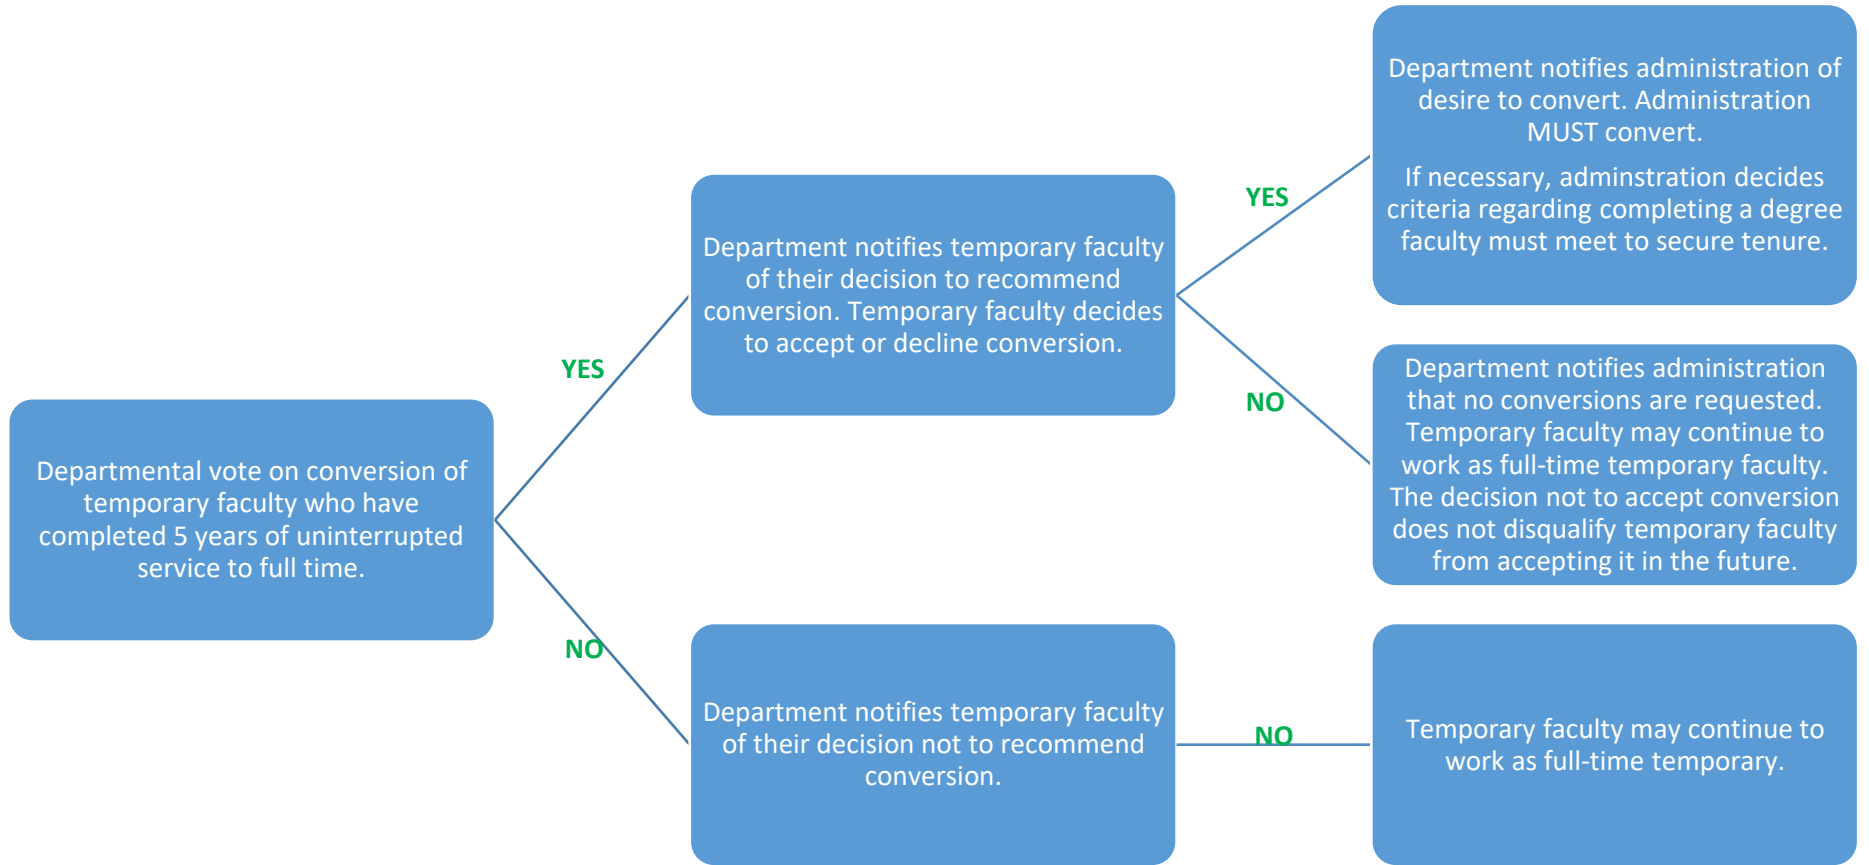 Departmental vote on conversion of
temporary faculty who have
completed 5 years of uninterrupted
service to full time.
YES
Department notifies temporary faculty
of their decision to recommend
conversion. Temporary faculty decides
to accept or decline conversion.
YES
Department notifies administration of
desire to convert. Administration
MUST convert.
If necessary, adminstration decides
criteria regarding completing a degree
faculty must meet to secure tenure.
NO
Department notifies administration
that no conversions are requested.
Temporary faculty may continue to
work as full-time temporary faculty.
The decision not to accept conversion
does not disqualify temporary faculty
from accepting it in the future.
NO
Department notifies temporary faculty
of their decision not to recommend
conversion.
NO
Temporary faculty may continue to
work as full-time temporary.